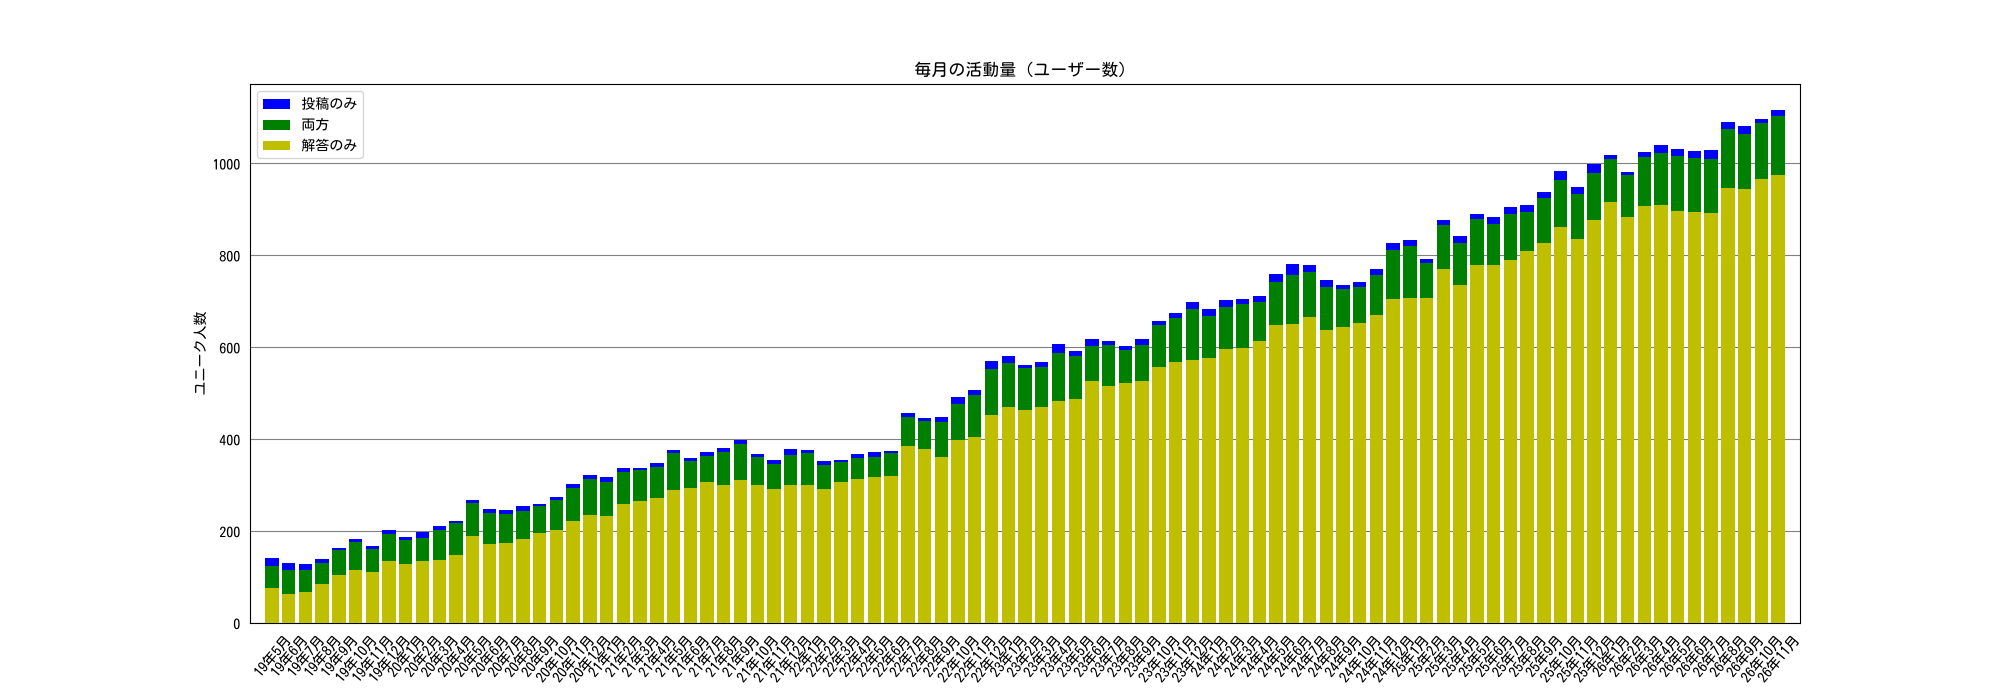 毎月の活動量（ユーザー数）
投稿のみ
両方
解答のみ
ユニーク人数
1000
800
600
400
200
0
19年5月
19年6月
19年7月
19年8月
19年9月
19年10月
19年11月
19年12月
20年1月
20年2月
20年3月
20年4月
20年5月
20年6月
20年7月
20年8月
20年9月
20年10月
20年11月
20年12月
21年1月
21年2月
21年3月
21年4月
21年5月
21年6月
21年7月
21年8月
21年9月
21年10月
21年11月
21年12月
22年1月
22年2月
22年3月
22年4月
22年5月
22年6月
22年7月
22年8月
22年9月
22年10月
22年11月
22年12月
23年1月
23年2月
23年3月
23年4月
23年5月
23年6月
23年7月
23年8月
23年9月
23年10月
23年11月
23年12月
24年1月
24年2月
24年3月
24年4月
24年5月
24年6月
24年7月
24年8月
24年9月
24年10月
24年11月
24年12月
25年1月
25年2月
25年3月
25年4月
25年5月
25年6月
25年7月
25年8月
25年9月
25年10月
25年11月
25年12月
26年1月
26年2月
26年3月
26年4月
26年5月
26年6月
26年7月
26年8月
26年9月
26年10月
26年11月